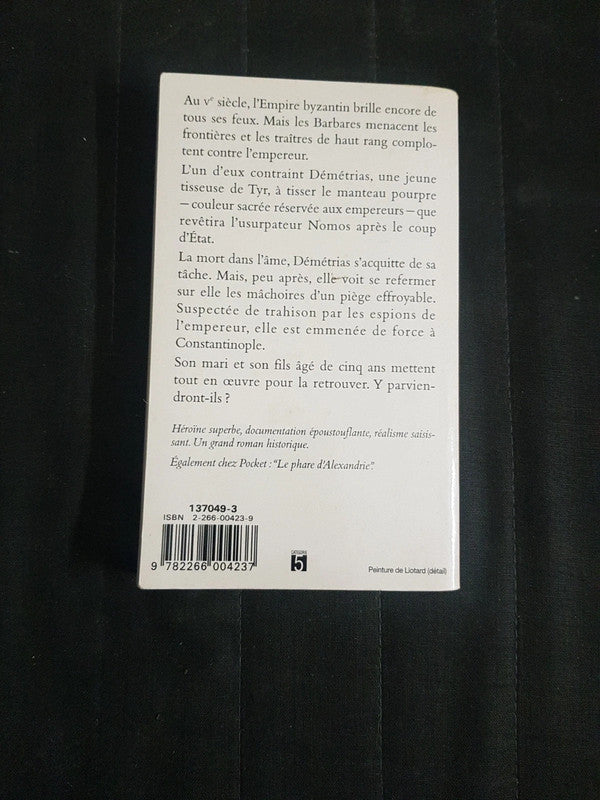 Au Vᵉ siècle, l'Empire byzantin brille encore de
tous ses feux. Mais les Barbares menacent les
frontières et les traîtres de haut rang complo-
tent contre l'empereur.
L'un d'eux contraint Démétrias, une jeune
tisseuse de Tyr, à tisser le manteau pourpre
– couleur sacrée réservée aux empereurs – que
revêtira l'usurpateur Nomos après le coup
d'État.
La mort dans l'âme, Démétrias s'acquitte de sa
tâche. Mais, peu après, elle voit se refermer
sur elle les mâchoires d'un piège effroyable.
Suspectée de trahison par les espions de
l'empereur, elle est emmenée de force à
Constantinople.
Son mari et son fils âgé de cinq ans mettent
tout en œuvre pour la retrouver. Y parvien-
dront-ils ?
Héroïne superbe, documentation époustouflante, réalisme saisis-
sant. Un grand roman historique.
Également chez Pocket : "Le phare d'Alexandrie".
137049-3
ISBN 2-266-00423-9
9 782266 004237
CATÉGORIE
5
Peinture de Liotard (détail)